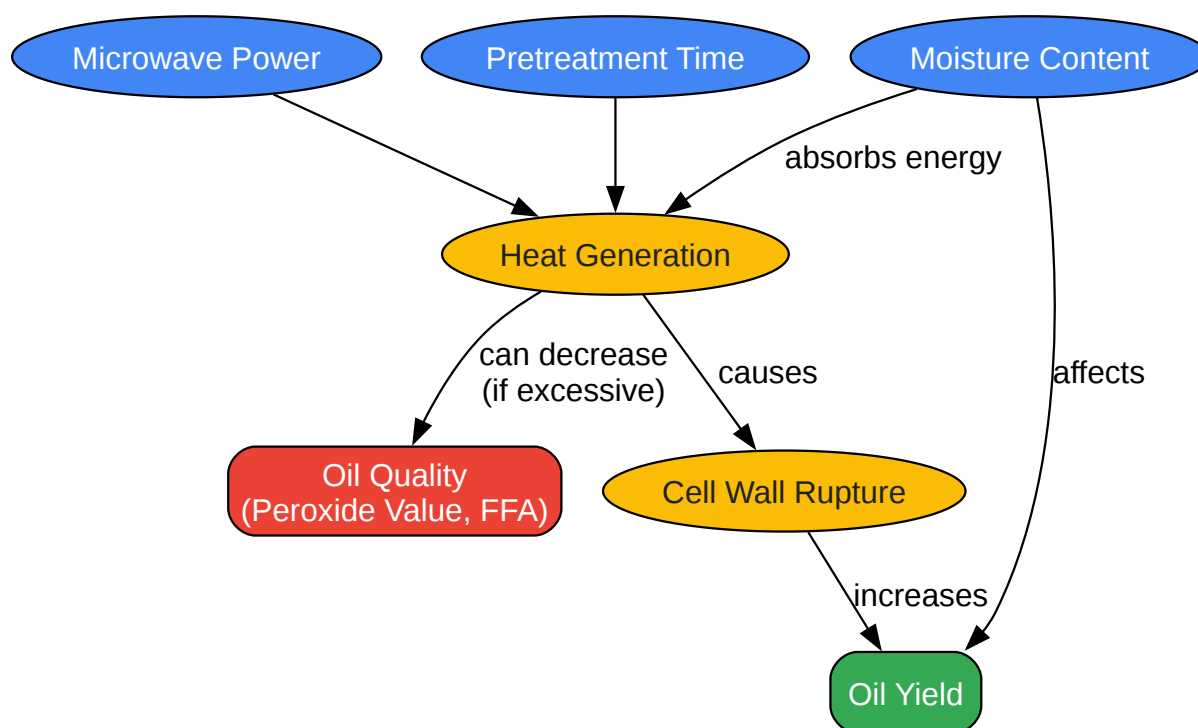 Microwave Power
Pretreatment Time
Moisture Content
absorbs energy
Heat Generation
can decrease
(if excessive)
causes
affects
Oil Quality
(Peroxide Value, FFA)
Cell Wall Rupture
increases
Oil Yield